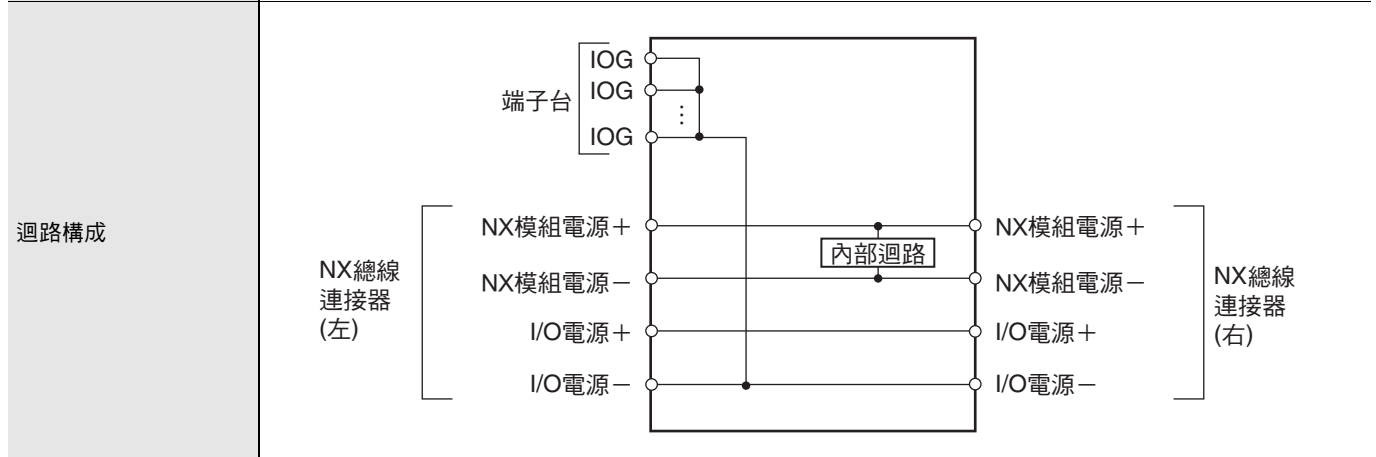 迴路構成
端子台
IOG
IOG
⋮
IOG
NX總線
連接器
(左)
NX模組電源＋
NX模組電源－
I/O電源＋
I/O電源－
內部迴路
NX模組電源＋
NX模組電源－
I/O電源＋
I/O電源－
NX總線
連接器
(右)